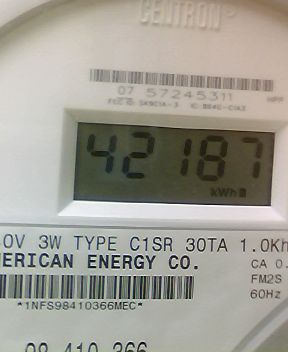 CENTRON®
07 57245311
42187
kWh
0V 3W TYPE C1SR 30TA 1.0Kh
MERICAN ENERGY CO.
CA 0.
FM2S
60Hz
*1NFS98410366MEC*
98 410 366